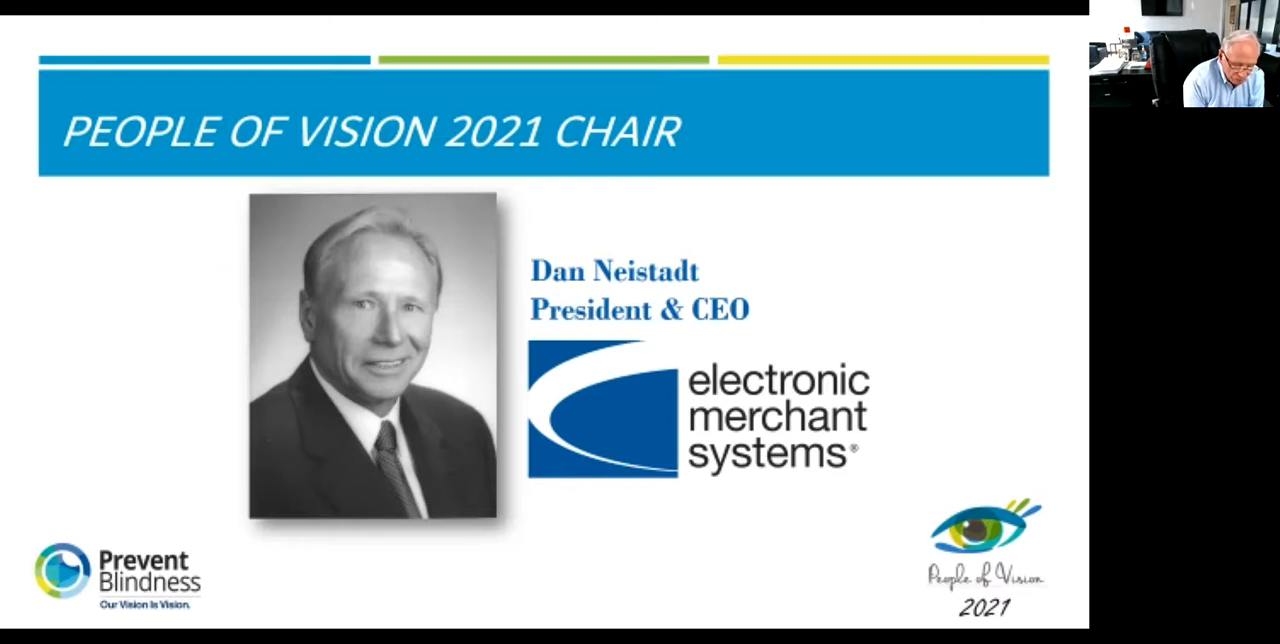 PEOPLE OF VISION 2021 CHAIR
Dan Neistadt
President & CEO
electronic
merchant
systems®
Prevent
Blindness
Our Vision Is Vision.
People of Vision
2021